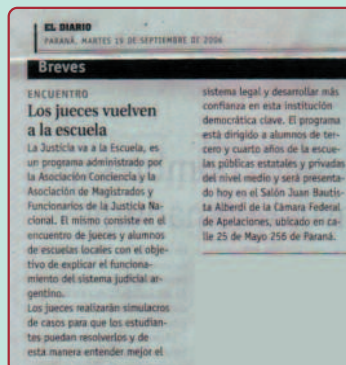 EL DIARIO
PARANÁ, MARTES 19 DE SEPTIEMBRE DE 2006
Breves
ENCUENTRO
Los jueces vuelven
a la escuela
La Justicia va a la Escuela, es
un programa administrado por
la Asociación Conciencia y la
Asociación de Magistrados y
Funcionarios de la Justicia Na-
cional. El mismo consiste en el
encuentro de jueces y alumnos
de escuelas locales con el obje-
tivo de explicar el funciona-
miento del sistema judicial ar-
gentino.
Los jueces realizarán simulacros
de casos para que los estudian-
tes puedan resolverlos y de
esta manera entender mejor el
sistema legal y desarrollar más
confianza en esta institución
democrática clave. El programa
está dirigido a alumnos de ter-
cero y cuarto años de la escue-
las públicas estatales y privadas
del nivel medio y será presenta-
do hoy en el Salón Juan Bautis-
ta Alberdi de la Cámara Federal
de Apelaciones, ubicado en ca-
lle 25 de Mayo 256 de Paraná.